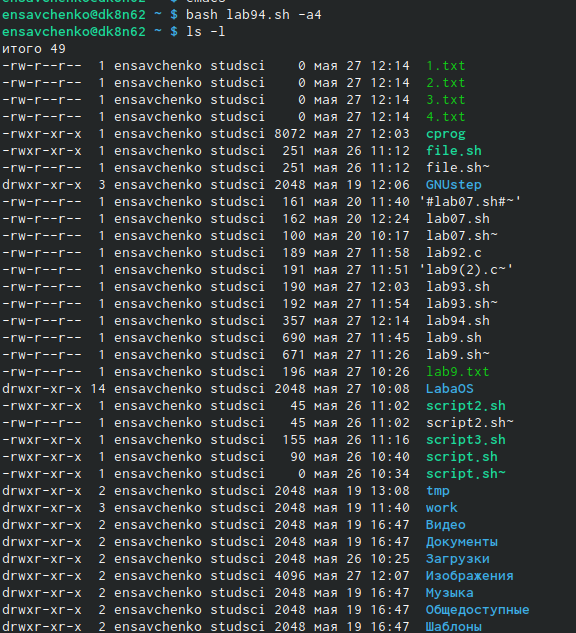 ensavchenko@dk8n62 ~ $ emacs
ensavchenko@dk8n62 ~ $ bash lab94.sh -a4
ensavchenko@dk8n62 ~ $ ls -l
итого 49
-rw-r--r--  1 ensavchenko studsci    0 мая 27 12:14  1.txt
-rw-r--r--  1 ensavchenko studsci    0 мая 27 12:14  2.txt
-rw-r--r--  1 ensavchenko studsci    0 мая 27 12:14  3.txt
-rw-r--r--  1 ensavchenko studsci    0 мая 27 12:14  4.txt
-rwxr-xr-x  1 ensavchenko studsci 8072 мая 27 12:03  cprog
-rwxr-xr-x  1 ensavchenko studsci  251 мая 26 11:12  file.sh
-rw-r--r--  1 ensavchenko studsci  251 мая 26 11:12  file.sh~
drwxr-xr-x  3 ensavchenko studsci 2048 мая 19 12:06  GNUstep
-rw-r--r--  1 ensavchenko studsci  161 мая 20 11:40 '#lab07.sh#~'
-rw-r--r--  1 ensavchenko studsci  162 мая 20 12:24  lab07.sh
-rw-r--r--  1 ensavchenko studsci  100 мая 20 10:17  lab07.sh~
-rw-r--r--  1 ensavchenko studsci  189 мая 27 11:58  lab92.c
-rw-r--r--  1 ensavchenko studsci  191 мая 27 11:51 'lab9(2).c~'
-rw-r--r--  1 ensavchenko studsci  190 мая 27 12:03  lab93.sh
-rw-r--r--  1 ensavchenko studsci  192 мая 27 11:54  lab93.sh~
-rw-r--r--  1 ensavchenko studsci  357 мая 27 12:14  lab94.sh
-rw-r--r--  1 ensavchenko studsci  690 мая 27 11:45  lab9.sh
-rw-r--r--  1 ensavchenko studsci  671 мая 27 11:26  lab9.sh~
-rw-r--r--  1 ensavchenko studsci  196 мая 27 10:26  lab9.txt
drwxr-xr-x 14 ensavchenko studsci 2048 мая 27 10:08  LabaOS
-rwxr-xr-x  1 ensavchenko studsci   45 мая 26 11:02  script2.sh
-rw-r--r--  1 ensavchenko studsci   45 мая 26 11:02  script2.sh~
-rwxr-xr-x  1 ensavchenko studsci  155 мая 26 11:16  script3.sh
-rwxr-xr-x  1 ensavchenko studsci   90 мая 26 10:40  script.sh
-rwxr-xr-x  1 ensavchenko studsci    0 мая 26 10:34  script.sh~
drwxr-xr-x  2 ensavchenko studsci 2048 мая 19 13:08  tmp
drwxr-xr-x  3 ensavchenko studsci 2048 мая 19 11:40  work
drwxr-xr-x  2 ensavchenko studsci 2048 мая 19 16:47  Видео
drwxr-xr-x  2 ensavchenko studsci 2048 мая 19 16:47  Документы
drwxr-xr-x  2 ensavchenko studsci 2048 мая 26 10:25  Загрузки
drwxr-xr-x  2 ensavchenko studsci 4096 мая 27 12:07  Изображения
drwxr-xr-x  2 ensavchenko studsci 2048 мая 19 16:47  Музыка
drwxr-xr-x  2 ensavchenko studsci 2048 мая 19 16:47  Общедоступные
drwxr-xr-x  2 ensavchenko studsci 2048 мая 19 16:47  Шаблоны